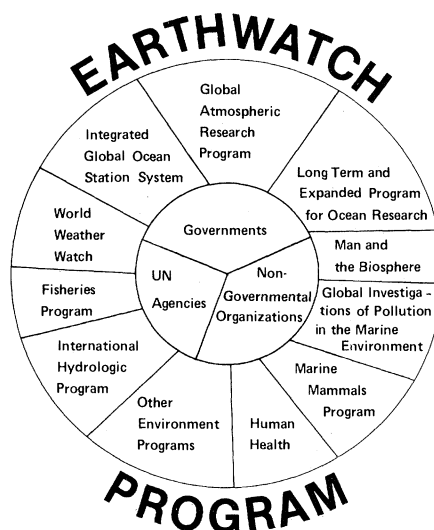 EARTHWATCH
Global
Atmospheric
Research
Program
Long Term and
Expanded Program
for Ocean Research
Man and
the Biosphere
Global Investiga-
tions of Pollution
in the Marine
Environment
Marine
Mammals
Program
Human
Health
Other
Environment
Programs
International
Hydrologic
Program
Fisheries
Program
World
Weather
Watch
Integrated
Global Ocean
Station System
Governments
Non-
Governmental
Organizations
UN
Agencies
PROGRAM